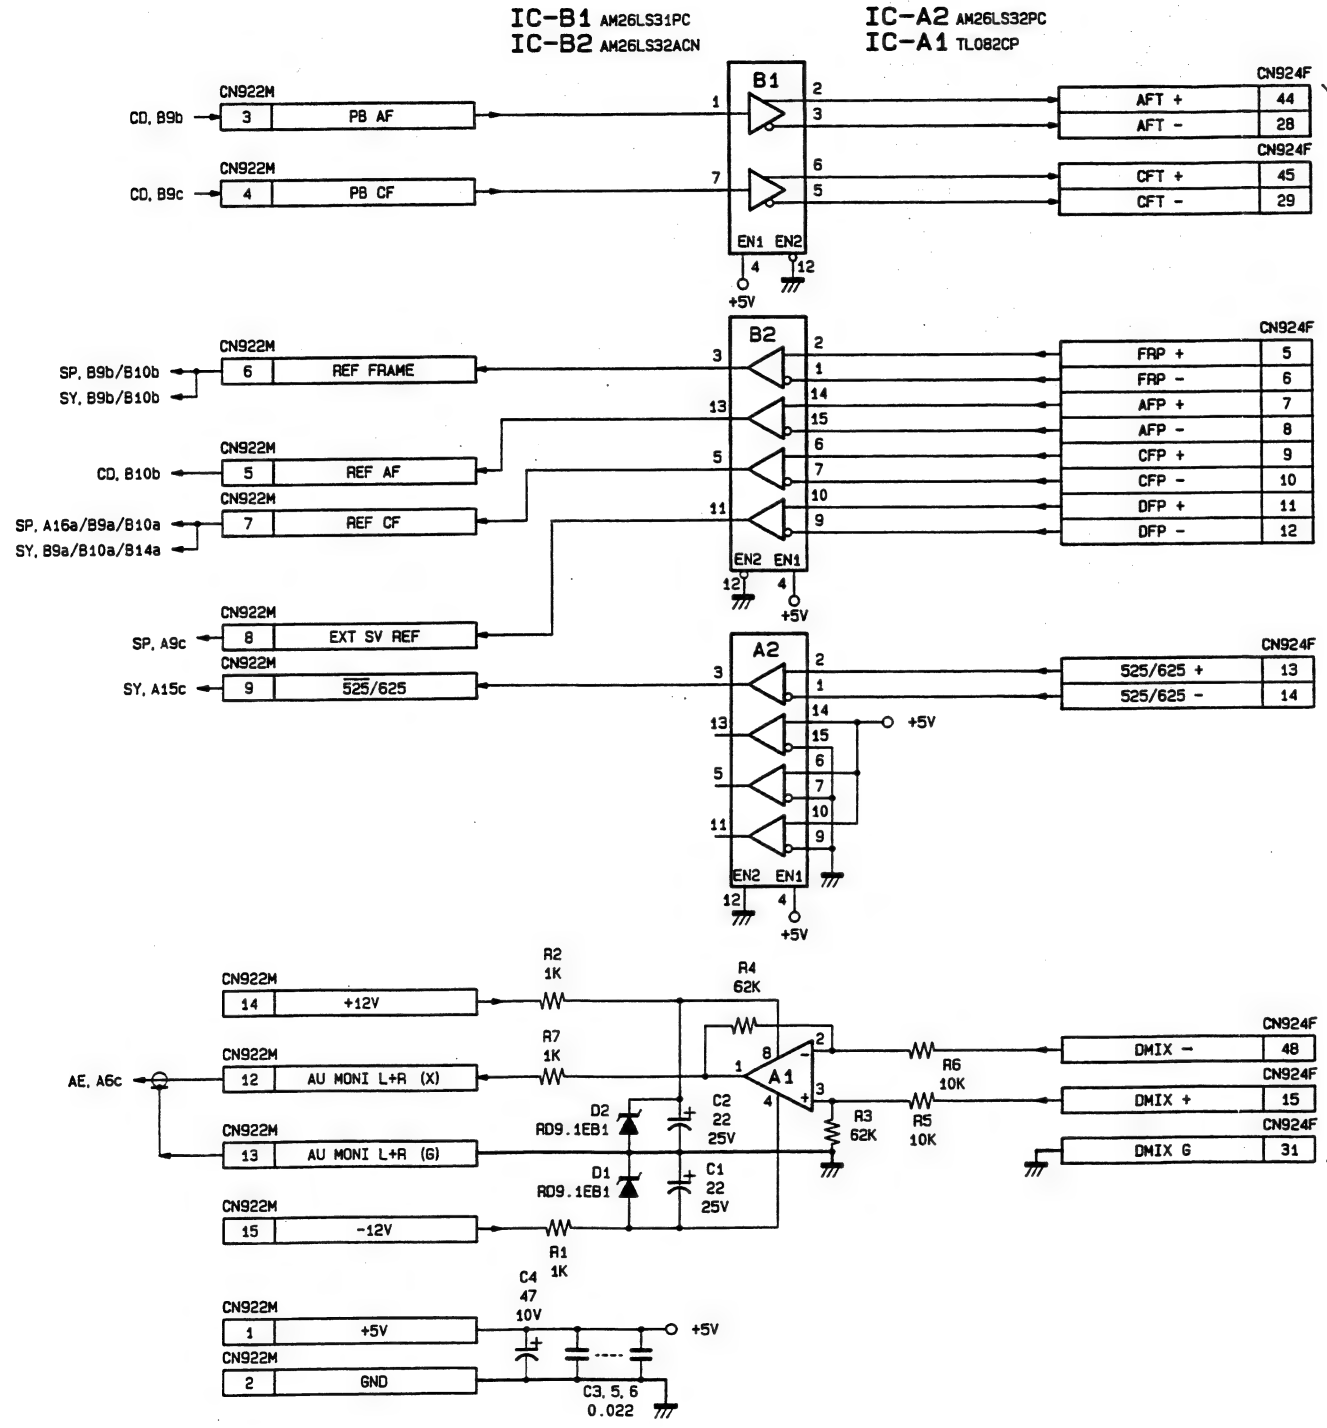 IC-B1 AM26LS31PC
IC-B2 AM26LS32ACN
IC-A2 AM26LS32PC
IC-A1 TL082CP
CN922M
CD, B9b 3 PB AF
CN922M
CD, B9c 4 PB CF
B1
1
2
3
7
6
5
EN1 EN2
4
12
+5V
CN924F
AFT + 44
AFT - 28
CN924F
CFT + 45
CFT - 29
CN922M
SP, B9b/B10b 6 REF FRAME
SY, B9b/B10b
CN922M
CD, B10b 5 REF AF
CN922M
SP, A16a/B9a/B10a 7 REF CF
SY, B9a/B10a/B14a
CN922M
SP, A9c 8 EXT SV REF
CN922M
SY, A15c 9 525/625
B2
3
2
1
13
14
15
5
6
7
11
10
9
EN2 EN1
12
4
+5V
CN924F
FRP + 5
FRP - 6
AFP + 7
AFP - 8
CFP + 9
CFP - 10
DFP + 11
DFP - 12
A2
3
2
1
13
14
15
+5V
5
6
7
11
10
9
EN2 EN1
12
4
+5V
CN924F
525/625 + 13
525/625 - 14
CN922M
14 +12V
R2
1K
R4
62K
CN922M
AE, A6c 12 AU MONI L+R (X)
R7
1K
1
8
2
-
A1
4
+
3
R6
10K
R5
10K
R3
62K
CN924F
DMIX - 48
CN924F
DMIX + 15
CN924F
DMIX G 31
D2
RD9.1EB1
C2
22
25V
+
CN922M
13 AU MONI L+R (G)
D1
RD9.1EB1
C1
22
25V
+
CN922M
15 -12V
R1
1K
C4
47
10V
CN922M
1 +5V
+
+5V
CN922M
2 GND
C3, 5, 6
0.022